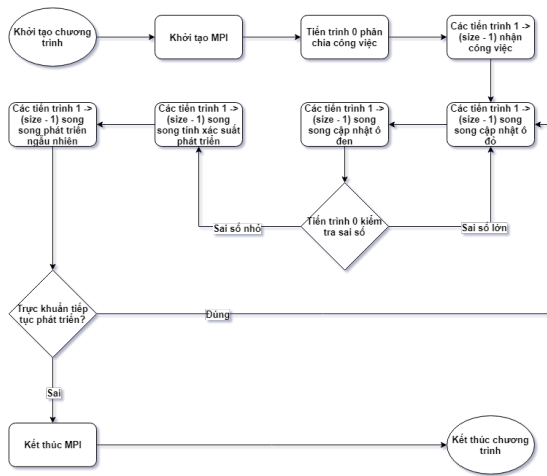 Khởi tạo chương
trình
Khởi tạo MPI
Tiến trình 0 phân
chia công việc
Các tiến trình 1 ->
(size - 1) nhận
công việc
Các tiến trình 1 ->
(size - 1) song
song phát triển
ngẫu nhiên
Các tiến trình 1 ->
(size - 1) song
song tính xác suất
phát triển
Các tiến trình 1 ->
(size - 1) song
song cập nhật ô
đen
Các tiến trình 1 ->
(size - 1) song
song cập nhật ô
đỏ
Tiến trình 0 kiểm
tra sai số
Sai số nhỏ
Sai số lớn
Trực khuẩn tiếp
tục phát triển?
Đúng
Sai
Kết thúc MPI
Kết thúc chương
trình